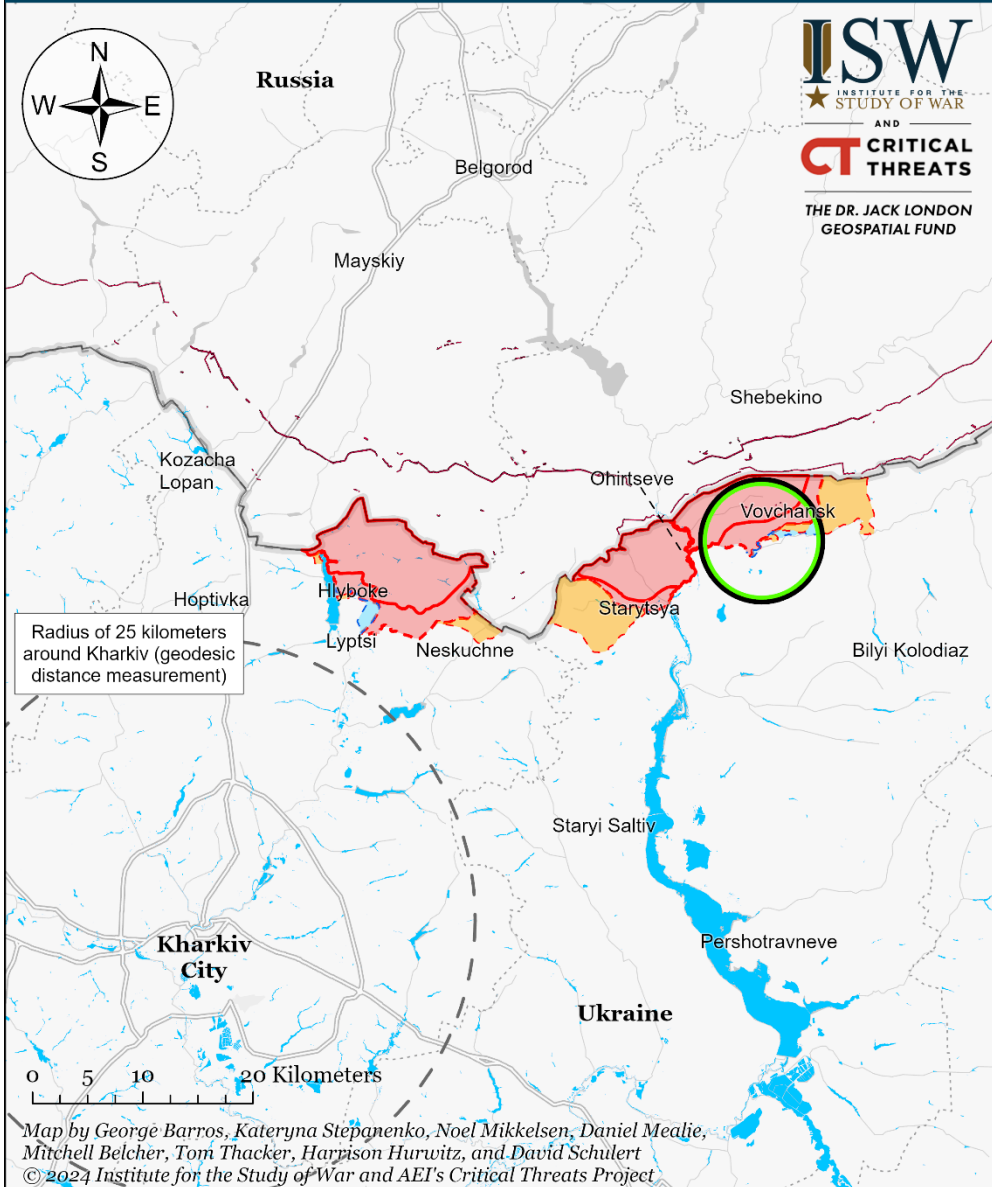 N
W
E
S
Russia
ISW
INSTITUTE FOR THE
STUDY OF WAR
AND
CT CRITICAL
THREATS
THE DR. JACK LONDON
GEOSPATIAL FUND
Belgorod
Mayskiy
Shebekino
Kozacha
Lopan
Ohirtseve
Vovchansk
Hoptivka
Hlyboke
Starytsya
Lyptsi
Neskuchne
Bilyi Kolodiaz
Radius of 25 kilometers
around Kharkiv (geodesic
distance measurement)
Staryi Saltiv
Kharkiv
City
Pershotravneve
Ukraine
0 5 10 20 Kilometers
Map by George Barros, Kateryna Stepanenko, Noel Mikkelsen, Daniel Mealie,
Mitchell Belcher, Tom Thacker, Harrison Hurwitz, and David Schulert
© 2024 Institute for the Study of War and AEI's Critical Threats Project